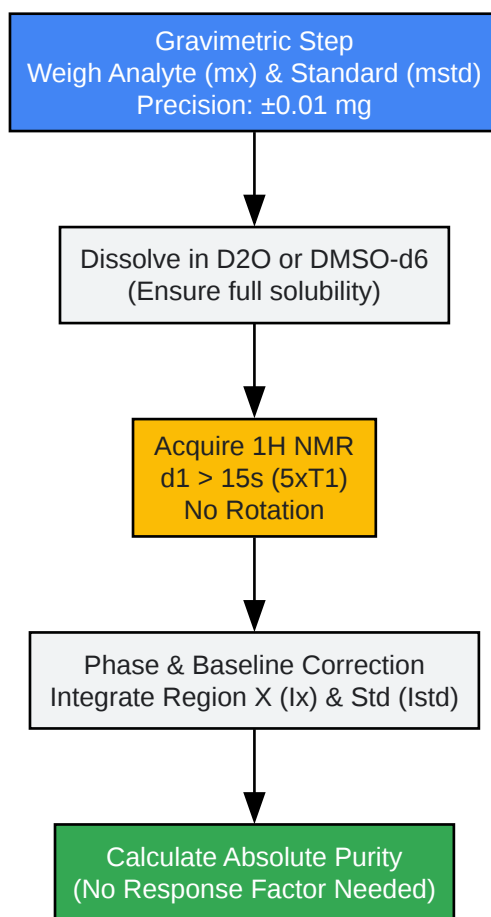 Gravimetric Step
Weigh Analyte (mx) & Standard (mstd)
Precision: ±0.01 mg
Dissolve in D2O or DMSO-d6
(Ensure full solubility)
Acquire 1H NMR
d1 > 15s (5xT1)
No Rotation
Phase & Baseline Correction
Integrate Region X (Ix) & Std (Istd)
Calculate Absolute Purity
(No Response Factor Needed)